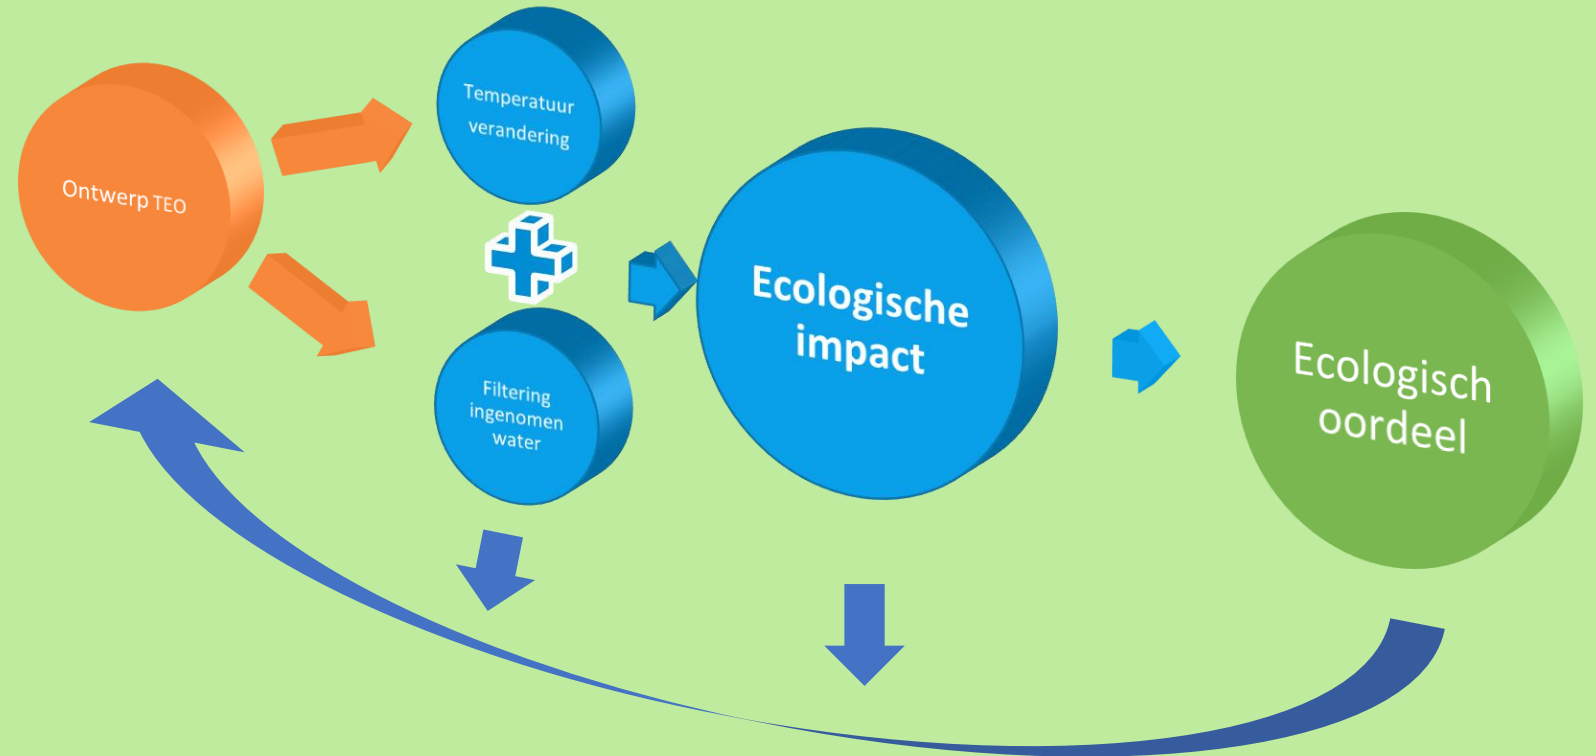 Ontwerp TEO
Temperatuur
verandering
Filtering
ingenomen
water
Ecologische
impact
Ecologisch
oordeel